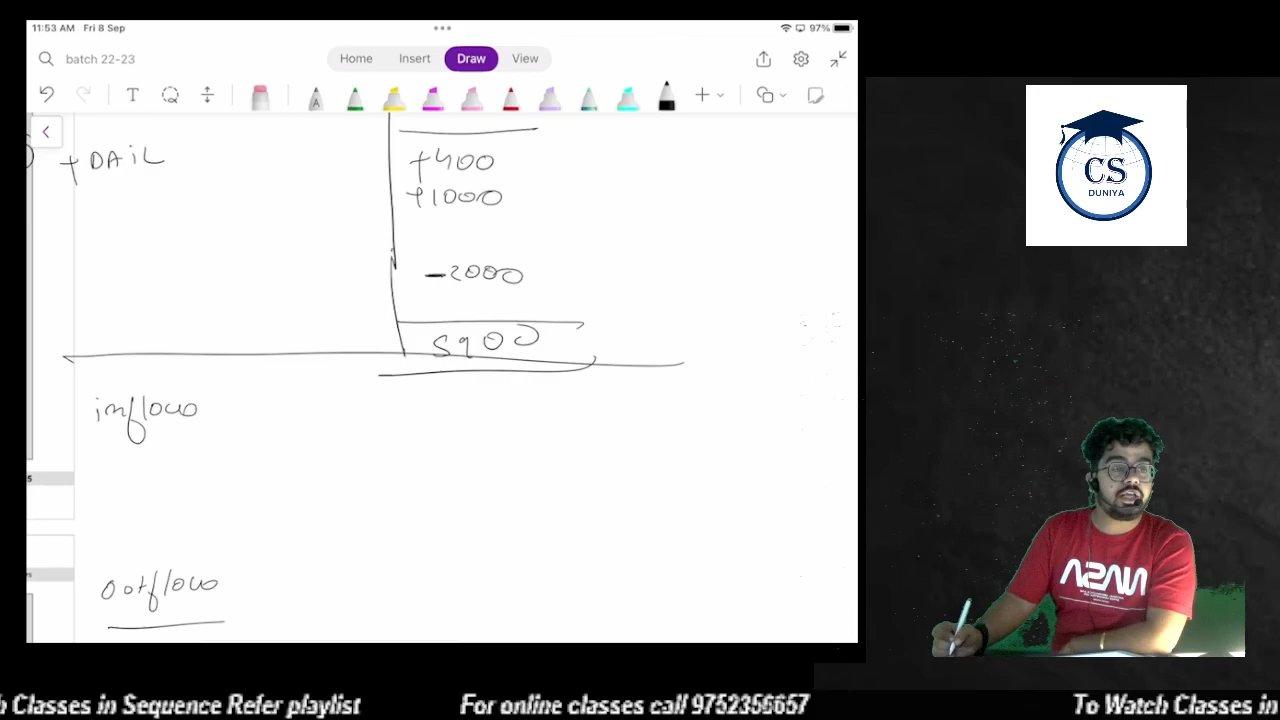 11:53 AM Fri 8 Sep
97%
batch 22-23
Home Insert Draw View
+ DAIL
+400
+1000
-2000
5900
inflow
outflow
CS
DUNIYA
h Classes in Sequence Refer playlist For online classes call 9752356657 To Watch Classes in